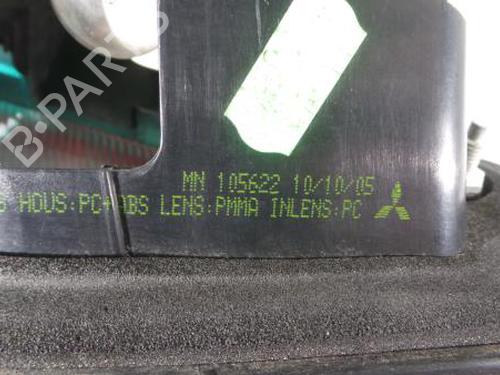 B-PARTS
MN 105622 10/10/05
HOUS:PC+ABS LENS:PMMA INLENS:PC